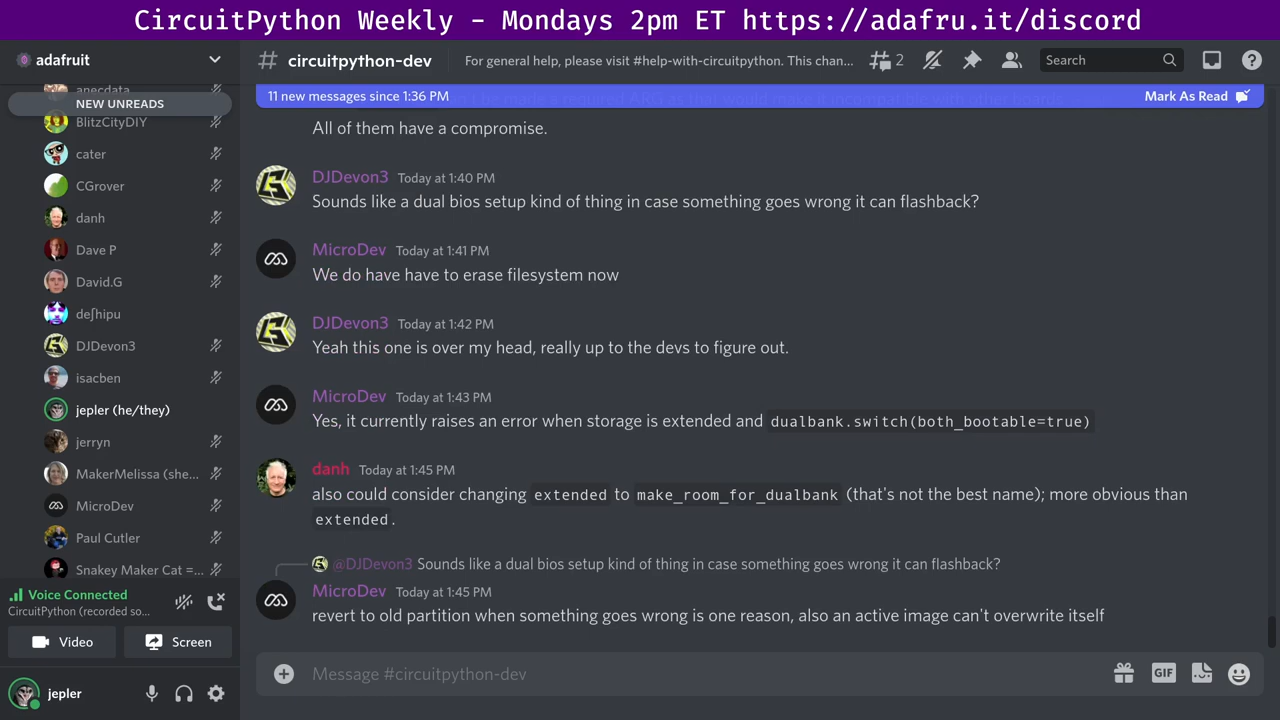 CircuitPython Weekly - Mondays 2pm ET https://adafru.it/discord
adafruit
# circuitpython-dev
For general help, please visit #help-with-circuitpython. This chan...
2
Search
anecdata
NEW UNREADS
BlitzCityDIY
cater
CGrover
danh
Dave P
David.G
deʃhipu
DJDevon3
isacben
jepler (he/they)
jerryn
MakerMelissa (she...
MicroDev
Paul Cutler
Snakey Maker Cat =...
Voice Connected
CircuitPython (recorded so...
Video
Screen
jepler
11 new messages since 1:36 PM
Mark As Read
All of them have a compromise.
DJDevon3 Today at 1:40 PM
Sounds like a dual bios setup kind of thing in case something goes wrong it can flashback?
MicroDev Today at 1:41 PM
We do have have to erase filesystem now
DJDevon3 Today at 1:42 PM
Yeah this one is over my head, really up to the devs to figure out.
MicroDev Today at 1:43 PM
Yes, it currently raises an error when storage is extended and dualbank.switch(both_bootable=true)
danh Today at 1:45 PM
also could consider changing extended to make_room_for_dualbank (that's not the best name); more obvious than
extended.
@DJDevon3 Sounds like a dual bios setup kind of thing in case something goes wrong it can flashback?
MicroDev Today at 1:45 PM
revert to old partition when something goes wrong is one reason, also an active image can't overwrite itself
Message #circuitpython-dev
GIF